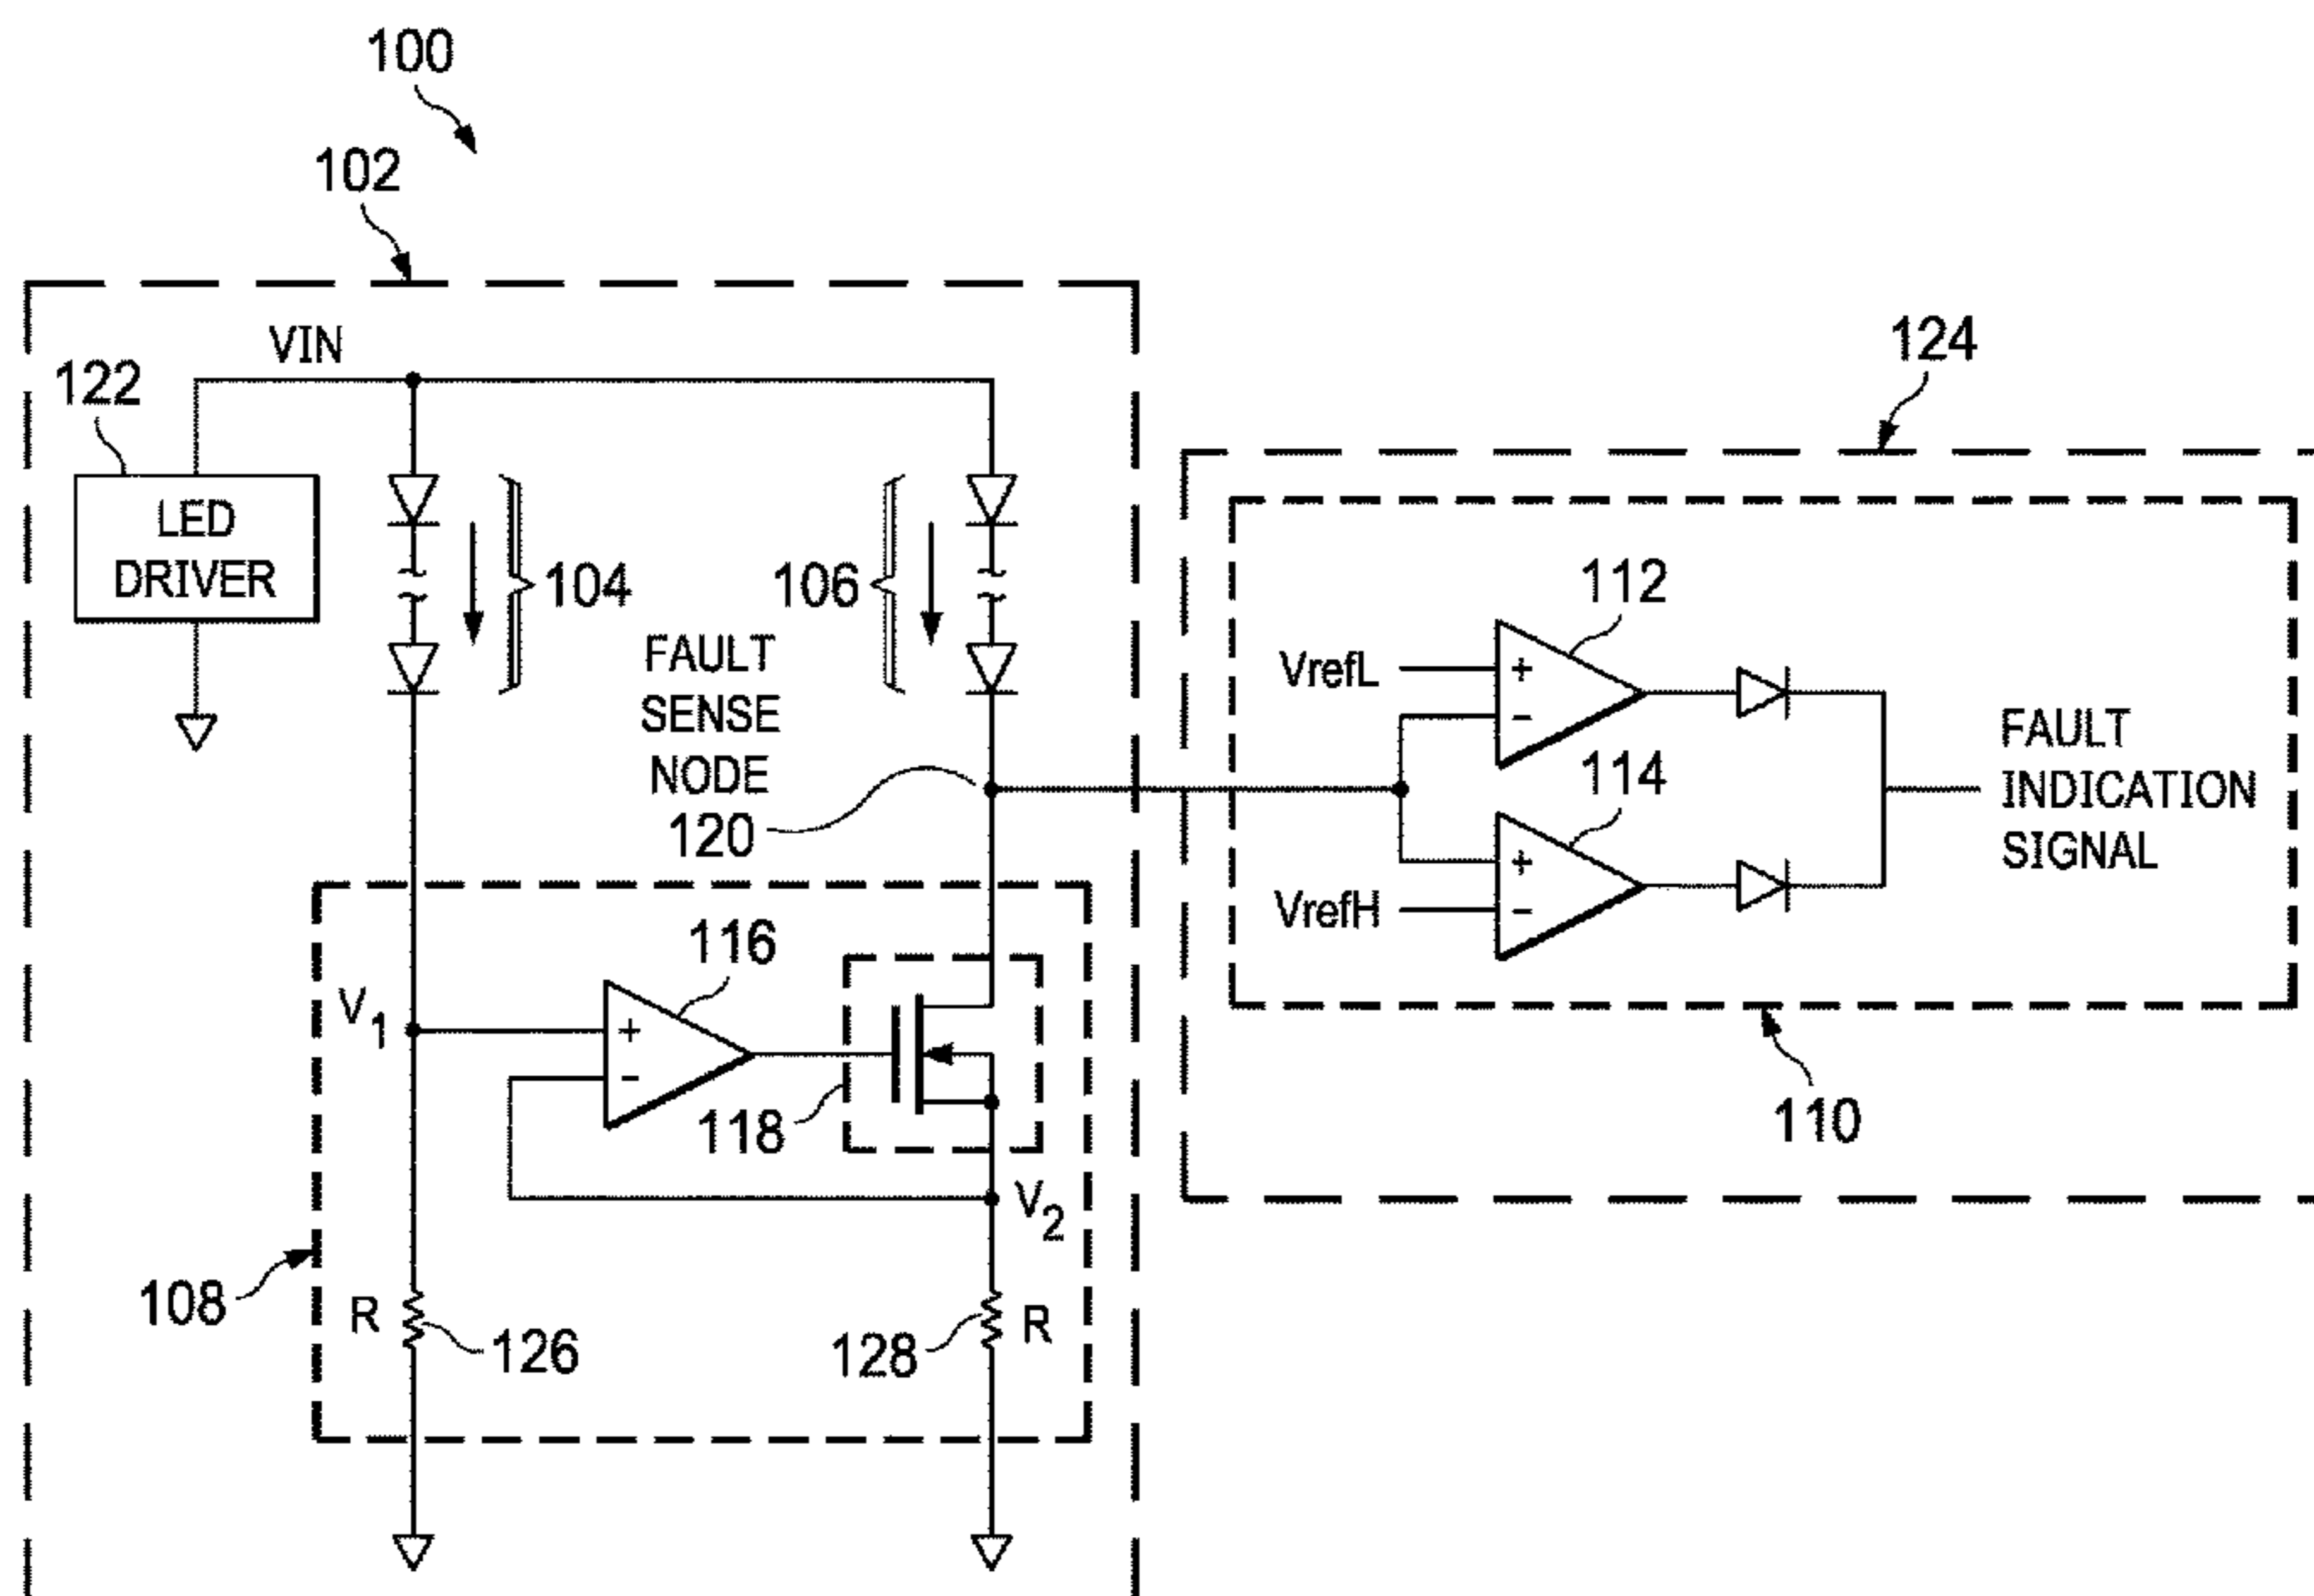 100
102
VIN
122
LED
DRIVER
104
106
FAULT
SENSE
NODE
120
124
VrefL
+
-
112
114
VrefH
+
-
FAULT
INDICATION
SIGNAL
110
116
V1
+
-
118
V2
108
R
126
128
R